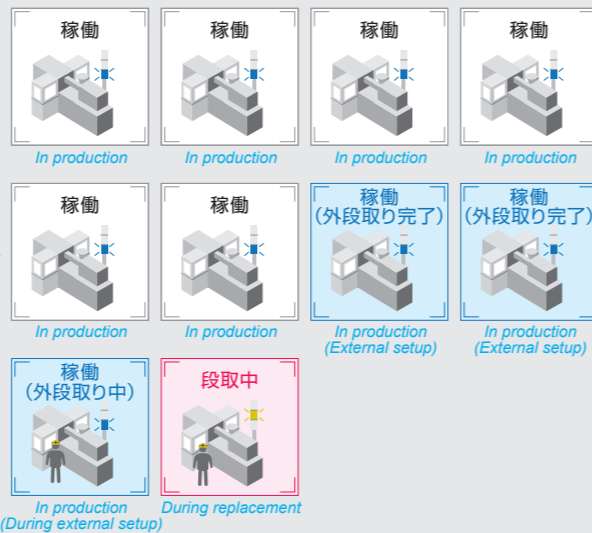 稼働
稼働
稼働
稼働
In production
In production
In production
In production
稼働
稼働
稼働
（外段取り完了）
稼働
（外段取り完了）
In production
In production
In production
(External setup)
In production
(External setup)
稼働
（外段取り中）
段取中
In production
(During external setup)
During replacement